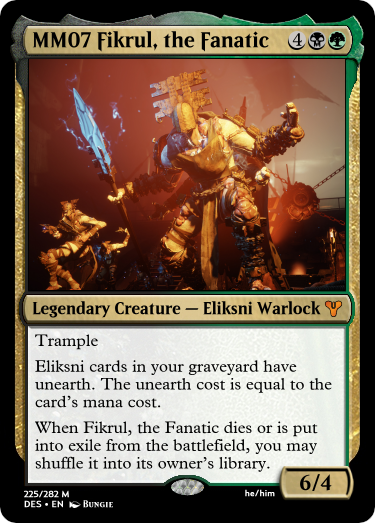 MM07 Fikrul, the Fanatic 4
Legendary Creature — Eliksni Warlock
Trample
Eliksni cards in your graveyard have
unearth. The unearth cost is equal to the
card's mana cost.
When Fikrul, the Fanatic dies or is put
into exile from the battlefield, you may
shuffle it into its owner's library.
6/4
225/282 M
DES • EN Bungie
he/him